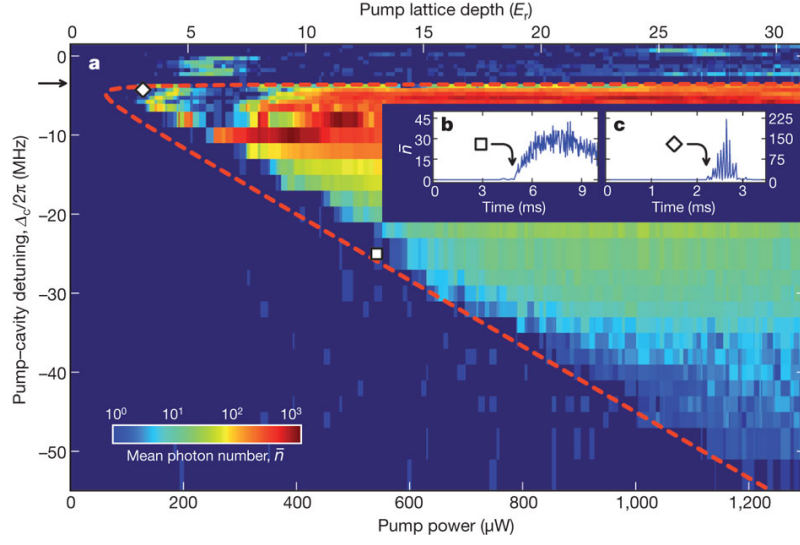 Pump lattice depth (Eᵣ)
0 5 10 15 20 25 30
a
Pump–cavity detuning, Δc/2π (MHz)
0
–10
–20
–30
–40
–50
b
n̄
45
30
15
0
0 3 6 9
Time (ms)
c
225
150
75
0
0 1 2 3
Time (ms)
10⁰ 10¹ 10² 10³
Mean photon number, n̄
0 200 400 600 800 1,000 1,200
Pump power (μW)